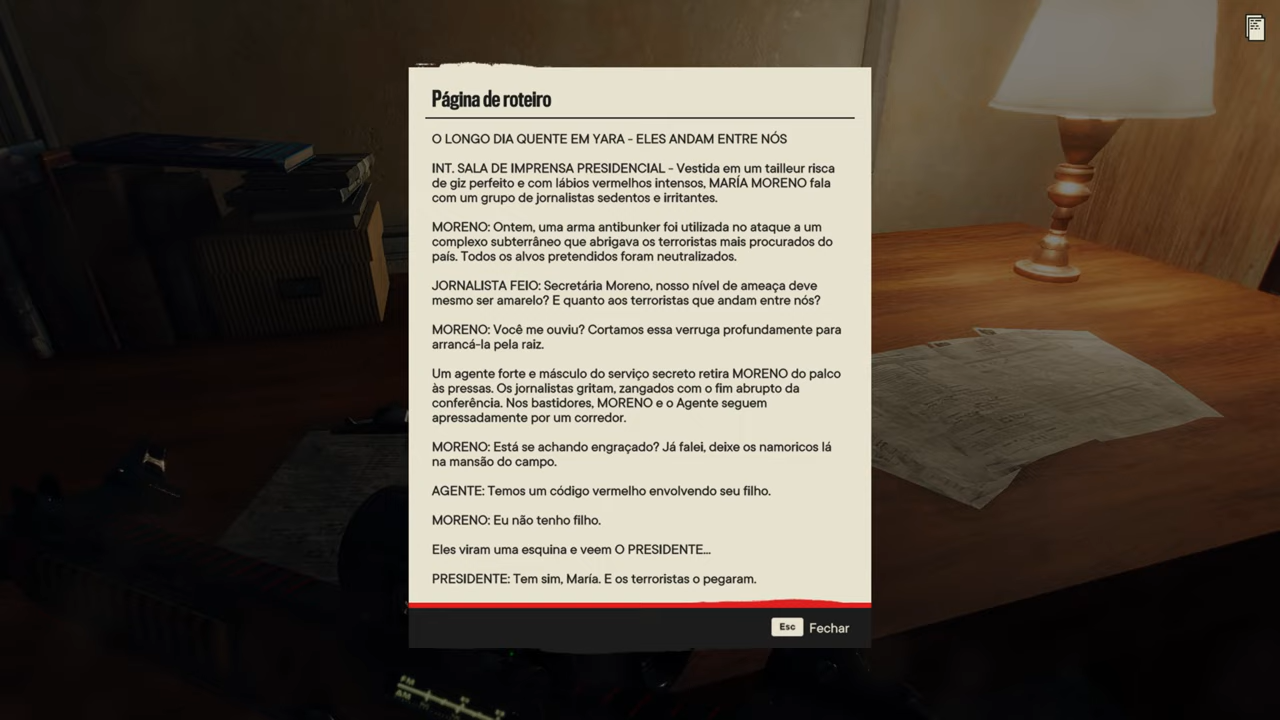 Página de roteiro
O LONGO DIA QUENTE EM YARA - ELES ANDAM ENTRE NÓS
INT. SALA DE IMPRENSA PRESIDENCIAL - Vestida em um tailleur risca
de giz perfeito e com lábios vermelhos intensos, MARÍA MORENO fala
com um grupo de jornalistas sedentos e irritantes.
MORENO: Ontem, uma arma antibunker foi utilizada no ataque a um
complexo subterrâneo que abrigava os terroristas mais procurados do
país. Todos os alvos pretendidos foram neutralizados.
JORNALISTA FEIO: Secretária Moreno, nosso nível de ameaça deve
mesmo ser amarelo? E quanto aos terroristas que andam entre nós?
MORENO: Você me ouviu? Cortamos essa verruga profundamente para
arrancá-la pela raiz.
Um agente forte e másculo do serviço secreto retira MORENO do palco
às pressas. Os jornalistas gritam, zangados com o fim abrupto da
conferência. Nos bastidores, MORENO e o Agente seguem
apressadamente por um corredor.
MORENO: Está se achando engraçado? Já falei, deixe os namoricos lá
na mansão do campo.
AGENTE: Temos um código vermelho envolvendo seu filho.
MORENO: Eu não tenho filho.
Eles viram uma esquina e veem O PRESIDENTE...
PRESIDENTE: Tem sim, María. E os terroristas o pegaram.
Esc Fechar
FM
AM